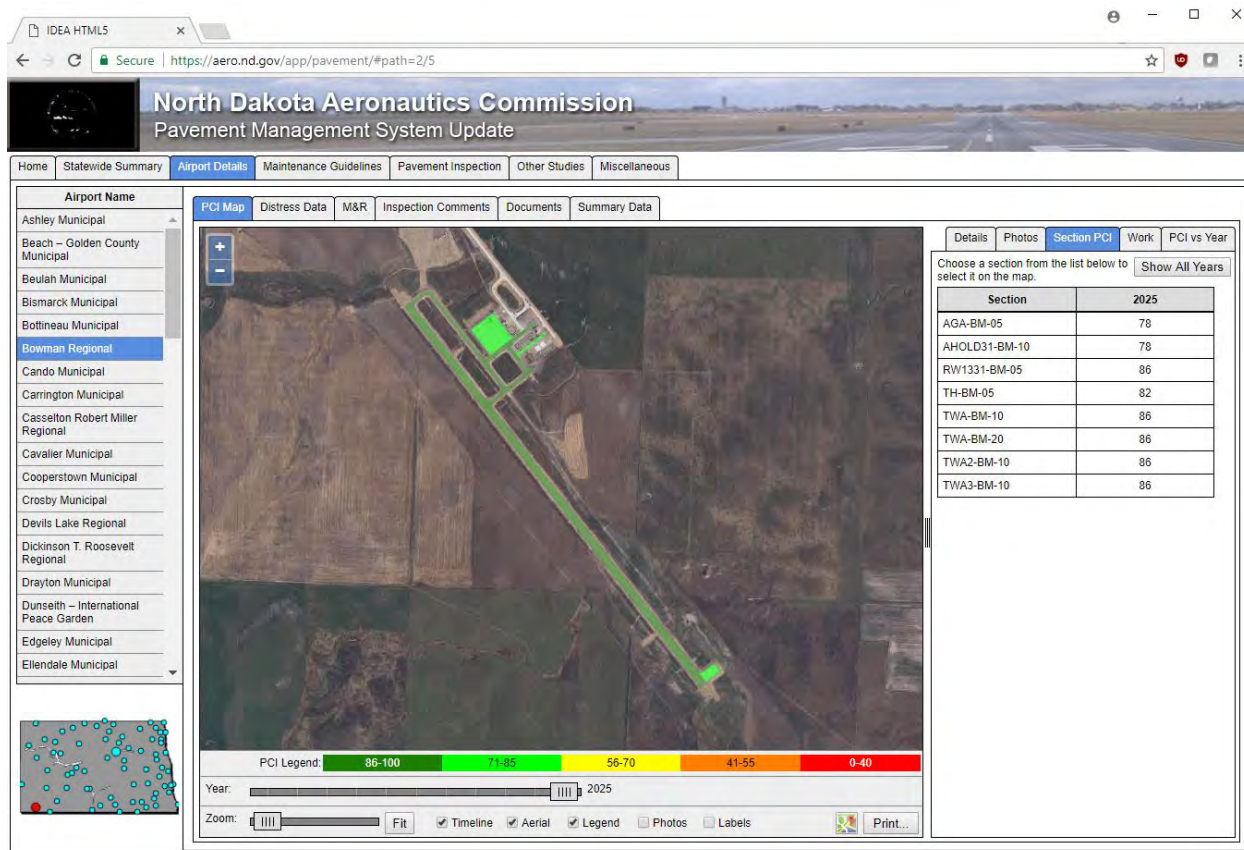 IDEA HTML5
Secure https://aero.nd.gov/app/pavement/#path=2/5
North Dakota Aeronautics Commission
Pavement Management System Update
Home Statewide Summary Airport Details Maintenance Guidelines Pavement Inspection Other Studies Miscellaneous
Airport Name
Ashley Municipal
Beach – Golden County
Municipal
Beulah Municipal
Bismarck Municipal
Bottineau Municipal
Bowman Regional
Cando Municipal
Carrington Municipal
Casselton Robert Miller
Regional
Cavalier Municipal
Cooperstown Municipal
Crosby Municipal
Devils Lake Regional
Dickinson T. Roosevelt
Regional
Drayton Municipal
Dunseith – International
Peace Garden
Edgeley Municipal
Ellendale Municipal
PCI Map Distress Data M&R Inspection Comments Documents Summary Data
+
−
PCI Legend: 86-100 71-85 56-70 41-55 0-40
Year: 2025
Zoom: Fit Timeline Aerial Legend Photos Labels Print...
Details Photos Section PCI Work PCI vs Year
Choose a section from the list below to
select it on the map.
Show All Years
Section 2025
AGA-BM-05 78
AHOLD31-BM-10 78
RW1331-BM-05 86
TH-BM-05 82
TWA-BM-10 86
TWA-BM-20 86
TWA2-BM-10 86
TWA3-BM-10 86